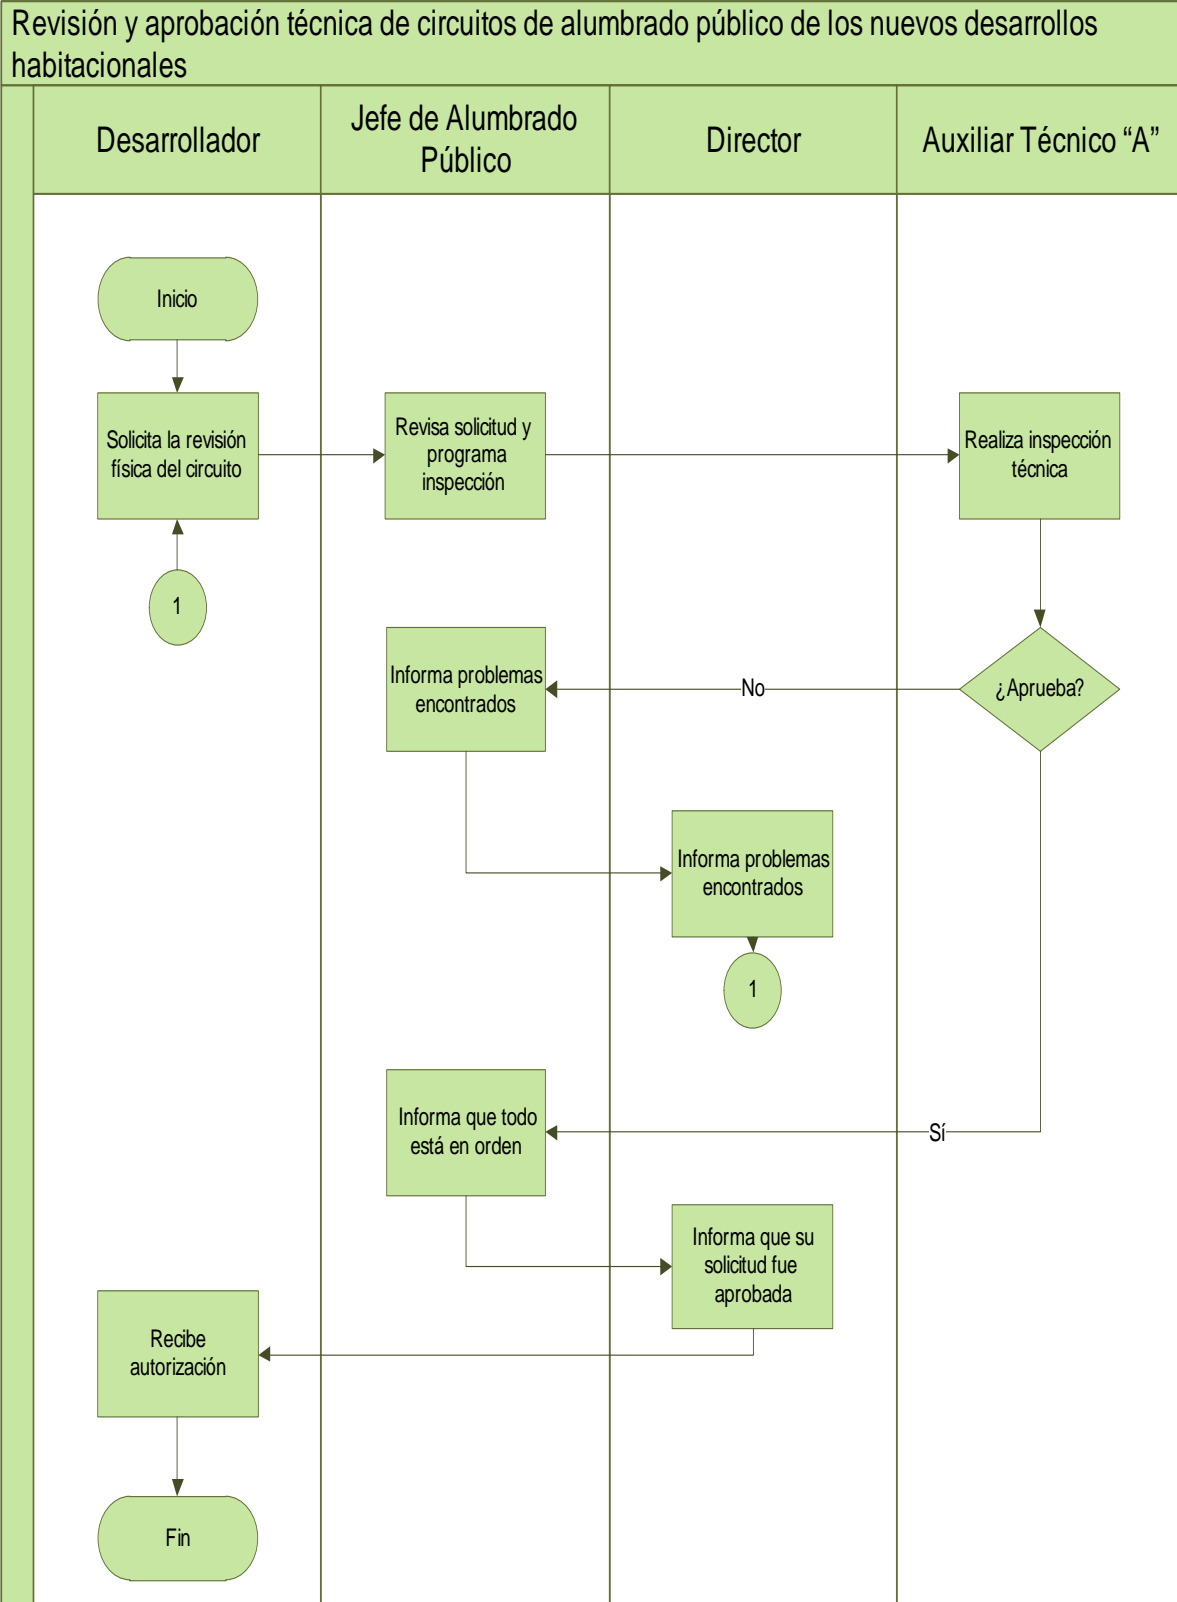 Revisión y aprobación técnica de circuitos de alumbrado público de los nuevos desarrollos
habitacionales
Desarrollador
Jefe de Alumbrado
Público
Director
Auxiliar Técnico “A”
Inicio
Solicita la revisión
física del circuito
Revisa solicitud y
programa
inspección
Realiza inspección
técnica
1
Informa problemas
encontrados
No
¿Aprueba?
Informa problemas
encontrados
1
Informa que todo
está en orden
Sí
Informa que su
solicitud fue
aprobada
Recibe
autorización
Fin